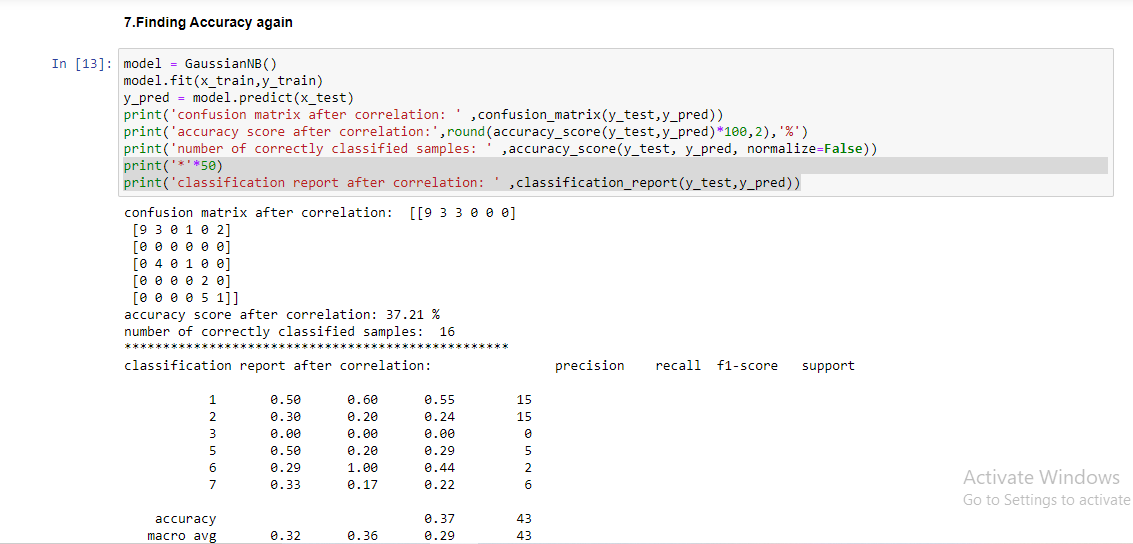 7.Finding Accuracy again
In [13]: model = GaussianNB()
model.fit(x_train,y_train)
y_pred = model.predict(x_test)
print('confusion matrix after correlation: ' ,confusion_matrix(y_test,y_pred))
print('accuracy score after correlation:',round(accuracy_score(y_test,y_pred)*100,2),'%')
print('number of correctly classified samples: ' ,accuracy_score(y_test, y_pred, normalize=False))
print('*'*50)
print('classification report after correlation: ' ,classification_report(y_test,y_pred))
confusion matrix after correlation:  [[9 3 3 0 0 0]
[9 3 0 1 0 2]
[0 0 0 0 0 0]
[0 4 0 1 0 0]
[0 0 0 0 2 0]
[0 0 0 0 5 1]]
accuracy score after correlation: 37.21 %
number of correctly classified samples:  16
**************************************************
classification report after correlation:                precision    recall  f1-score   support
1       0.50      0.60      0.55        15
2       0.30      0.20      0.24        15
3       0.00      0.00      0.00         0
5       0.50      0.20      0.29         5
6       0.29      1.00      0.44         2
7       0.33      0.17      0.22         6
accuracy                           0.37        43
macro avg       0.32      0.36      0.29        43
Activate Windows
Go to Settings to activate